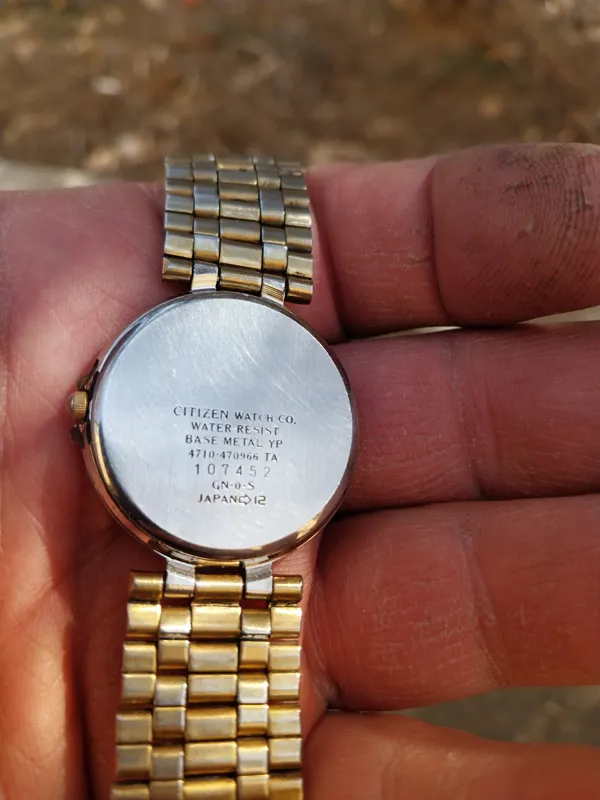 CITIZEN WATCH CO.
WATER RESIST
BASE METAL YP
4710-470966 TA
107452
GN-0-S
JAPAN 12